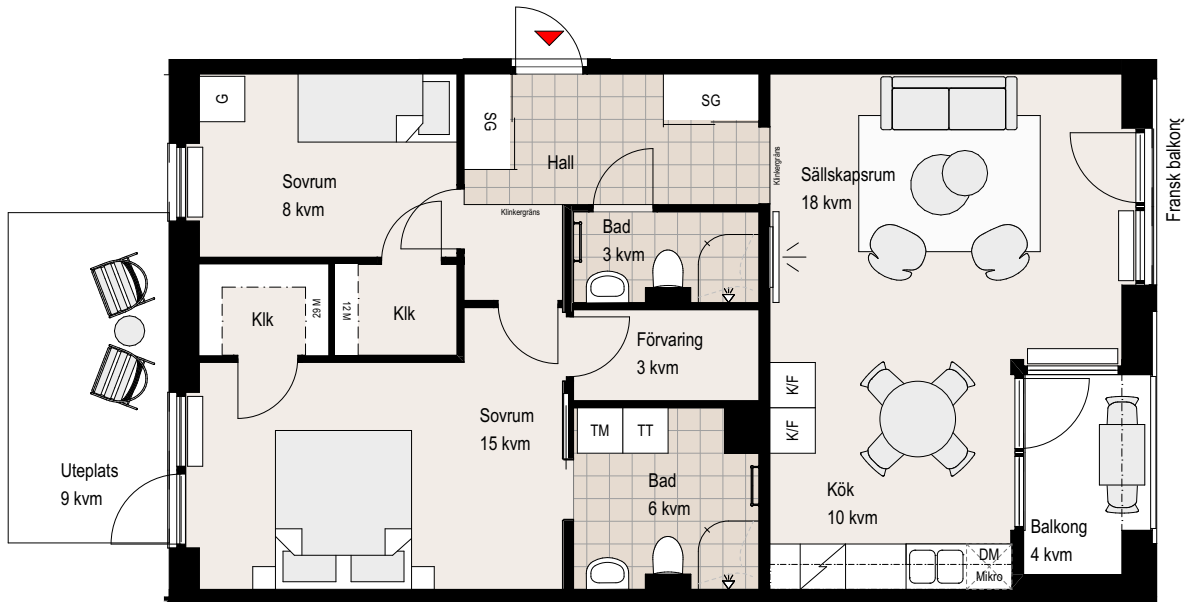 G
SG
SG
Hall
Sovrum
8 kvm
Klinkergräns
Klinkergräns
Sällskapsrum
18 kvm
Fransk balkong
Bad
3 kvm
Klk
M 62
12 M
Klk
Förvaring
3 kvm
K/F
K/F
Sovrum
15 kvm
TM
TT
Uteplats
9 kvm
Bad
6 kvm
Kök
10 kvm
Balkong
4 kvm
DM
Mikro